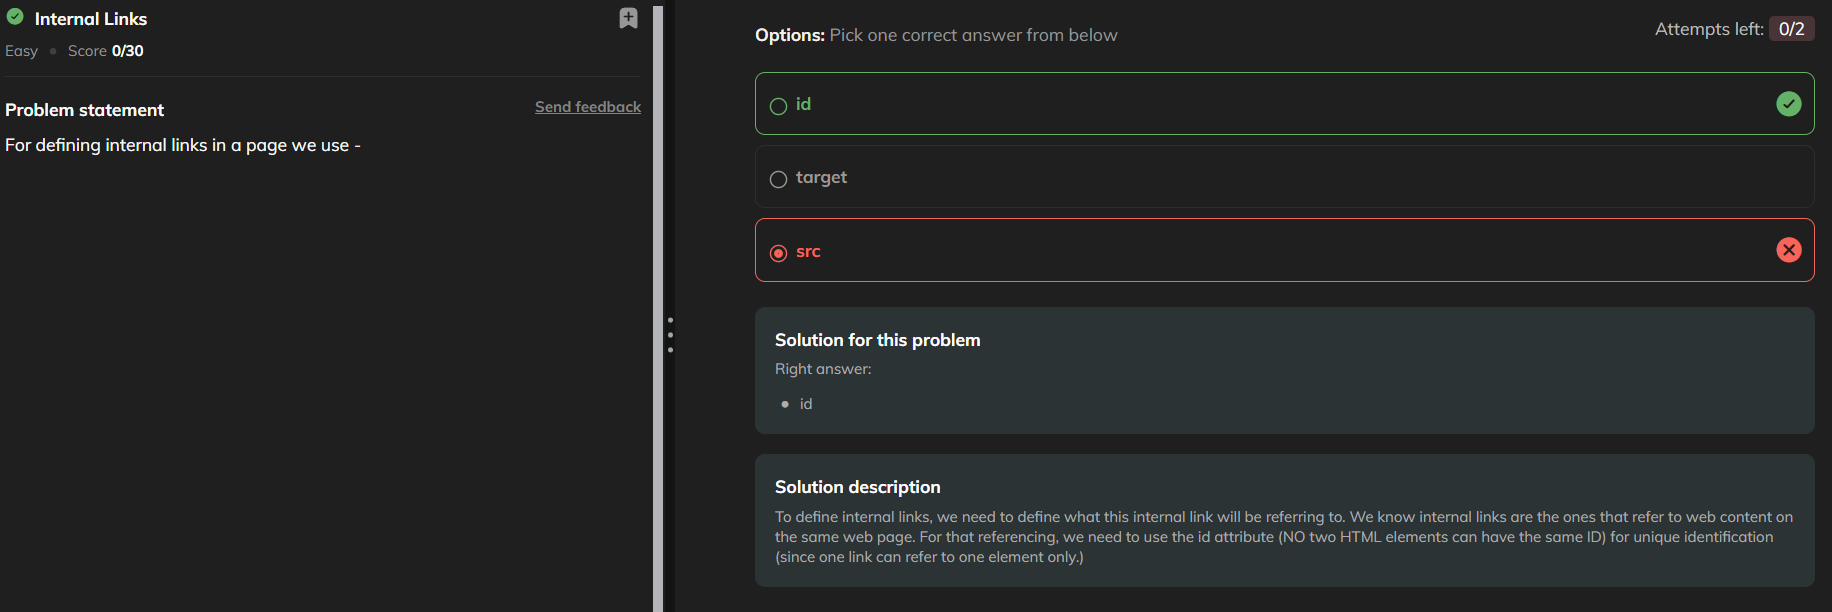 Internal Links
Easy • Score 0/30
Problem statement
Send feedback
For defining internal links in a page we use -
Options: Pick one correct answer from below
Attempts left: 0/2
id
target
src
Solution for this problem
Right answer:
• id
Solution description
To define internal links, we need to define what this internal link will be referring to. We know internal links are the ones that refer to web content on
the same web page. For that referencing, we need to use the id attribute (NO two HTML elements can have the same ID) for unique identification
(since one link can refer to one element only.)